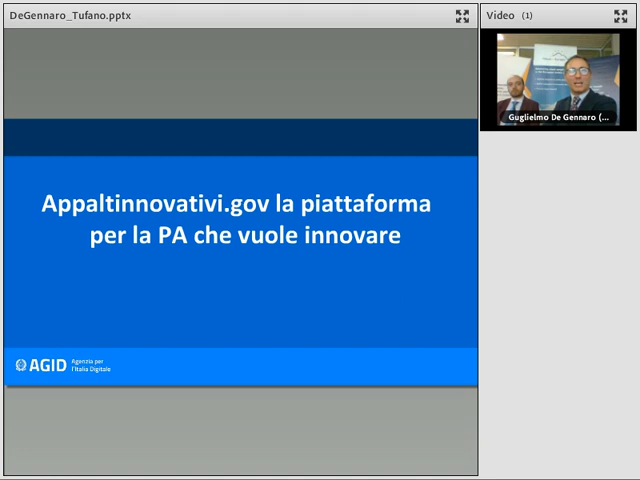 DeGennaro_Tufano.pptx
Video (1)
Guglielmo De Gennaro (...
Appaltinnovativi.gov la piattaforma
per la PA che vuole innovare
AGID
Agenzia per
l'Italia Digitale